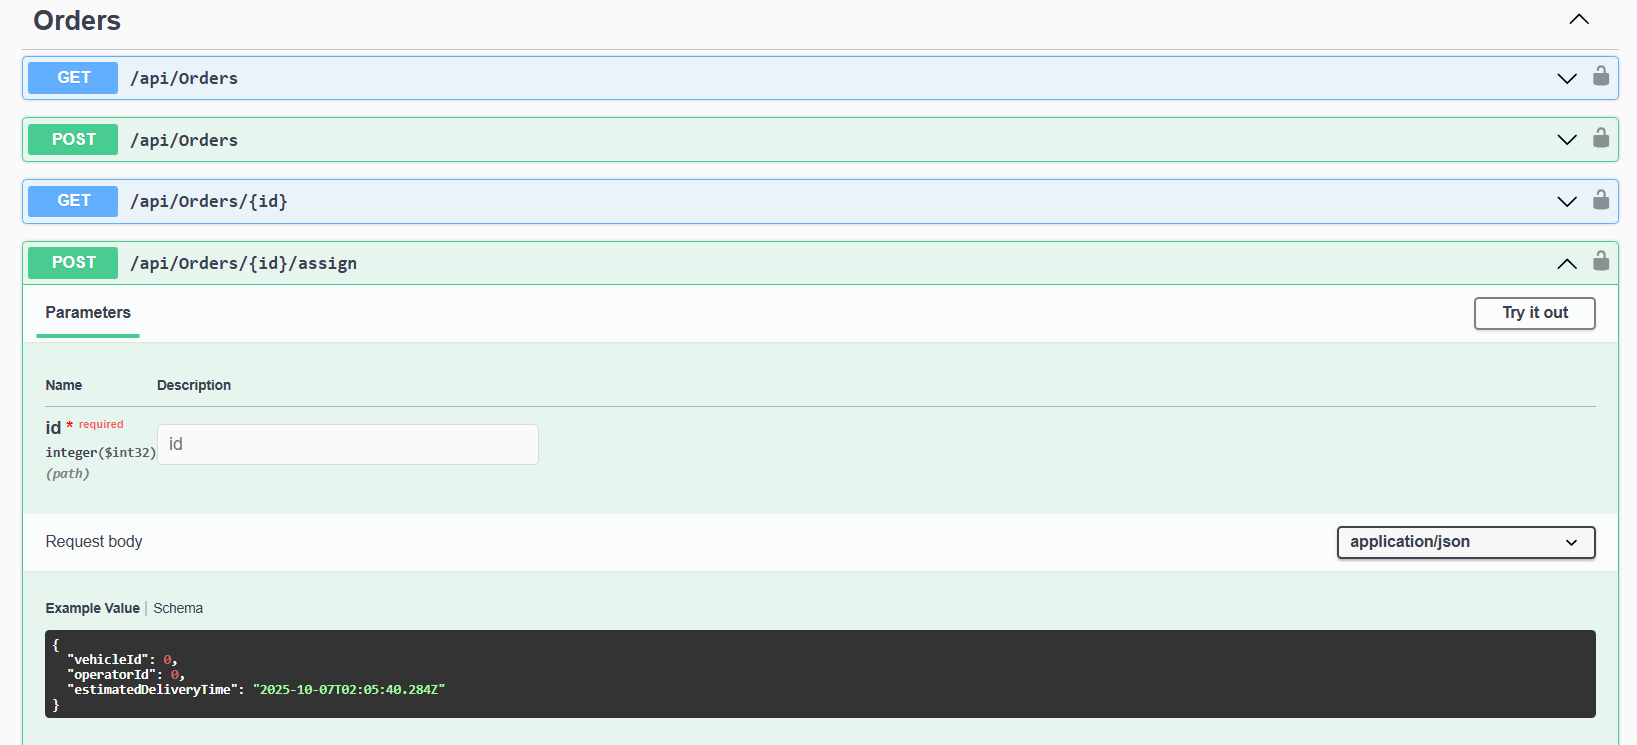 Orders
GET /api/Orders
POST /api/Orders
GET /api/Orders/{id}
POST /api/Orders/{id}/assign
Parameters
Try it out
Name Description
id * required
integer($int32)
(path)
id
Request body
application/json
Example Value | Schema
{
  "vehicleId": 0,
  "operatorId": 0,
  "estimatedDeliveryTime": "2025-10-07T02:05:40.284Z"
}